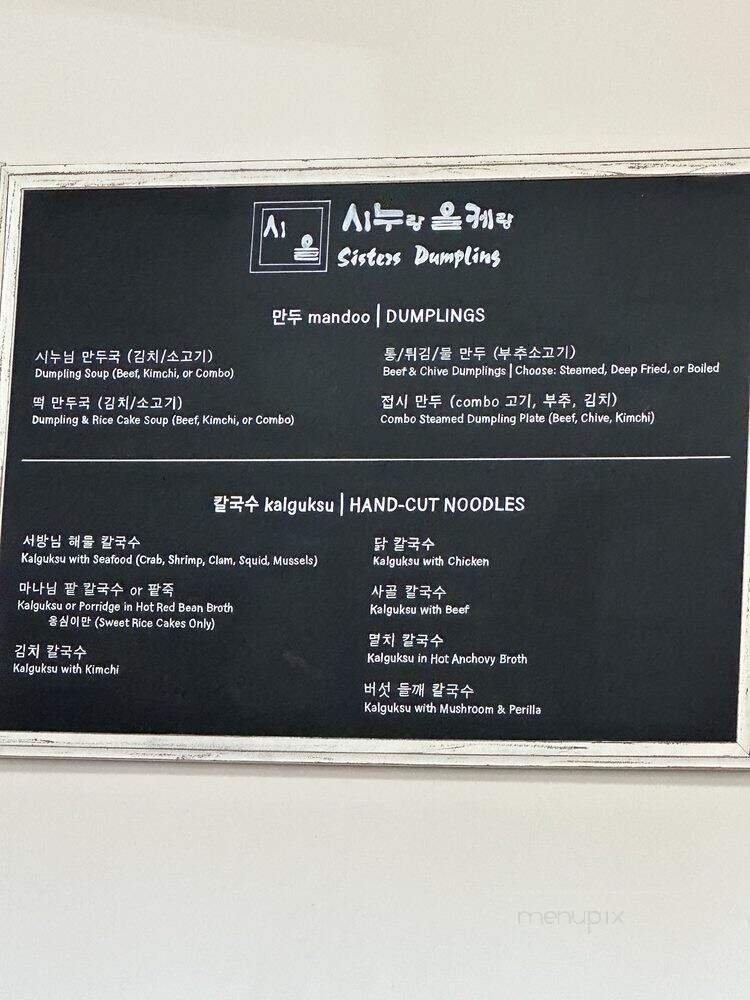 시 올
시누랑 올케랑
Sisters Dumpling
만두 mandoo | DUMPLINGS
시누님 만두국 (김치/소고기)
Dumpling Soup (Beef, Kimchi, or Combo)
떡 만두국 (김치/소고기)
Dumpling & Rice Cake Soup (Beef, Kimchi, or Combo)
통/튀김/물 만두 (부추소고기)
Beef & Chive Dumplings | Choose: Steamed, Deep Fried, or Boiled
접시 만두 (combo 고기, 부추, 김치)
Combo Steamed Dumpling Plate (Beef, Chive, Kimchi)
칼국수 kalguksu | HAND-CUT NOODLES
서방님 해물 칼국수
Kalguksu with Seafood (Crab, Shrimp, Clam, Squid, Mussels)
마나님 팥 칼국수 or 팥죽
Kalguksu or Porridge in Hot Red Bean Broth
옹심이만 (Sweet Rice Cakes Only)
김치 칼국수
Kalguksu with Kimchi
닭 칼국수
Kalguksu with Chicken
사골 칼국수
Kalguksu with Beef
멸치 칼국수
Kalguksu in Hot Anchovy Broth
버섯 들깨 칼국수
Kalguksu with Mushroom & Perilla
menupix